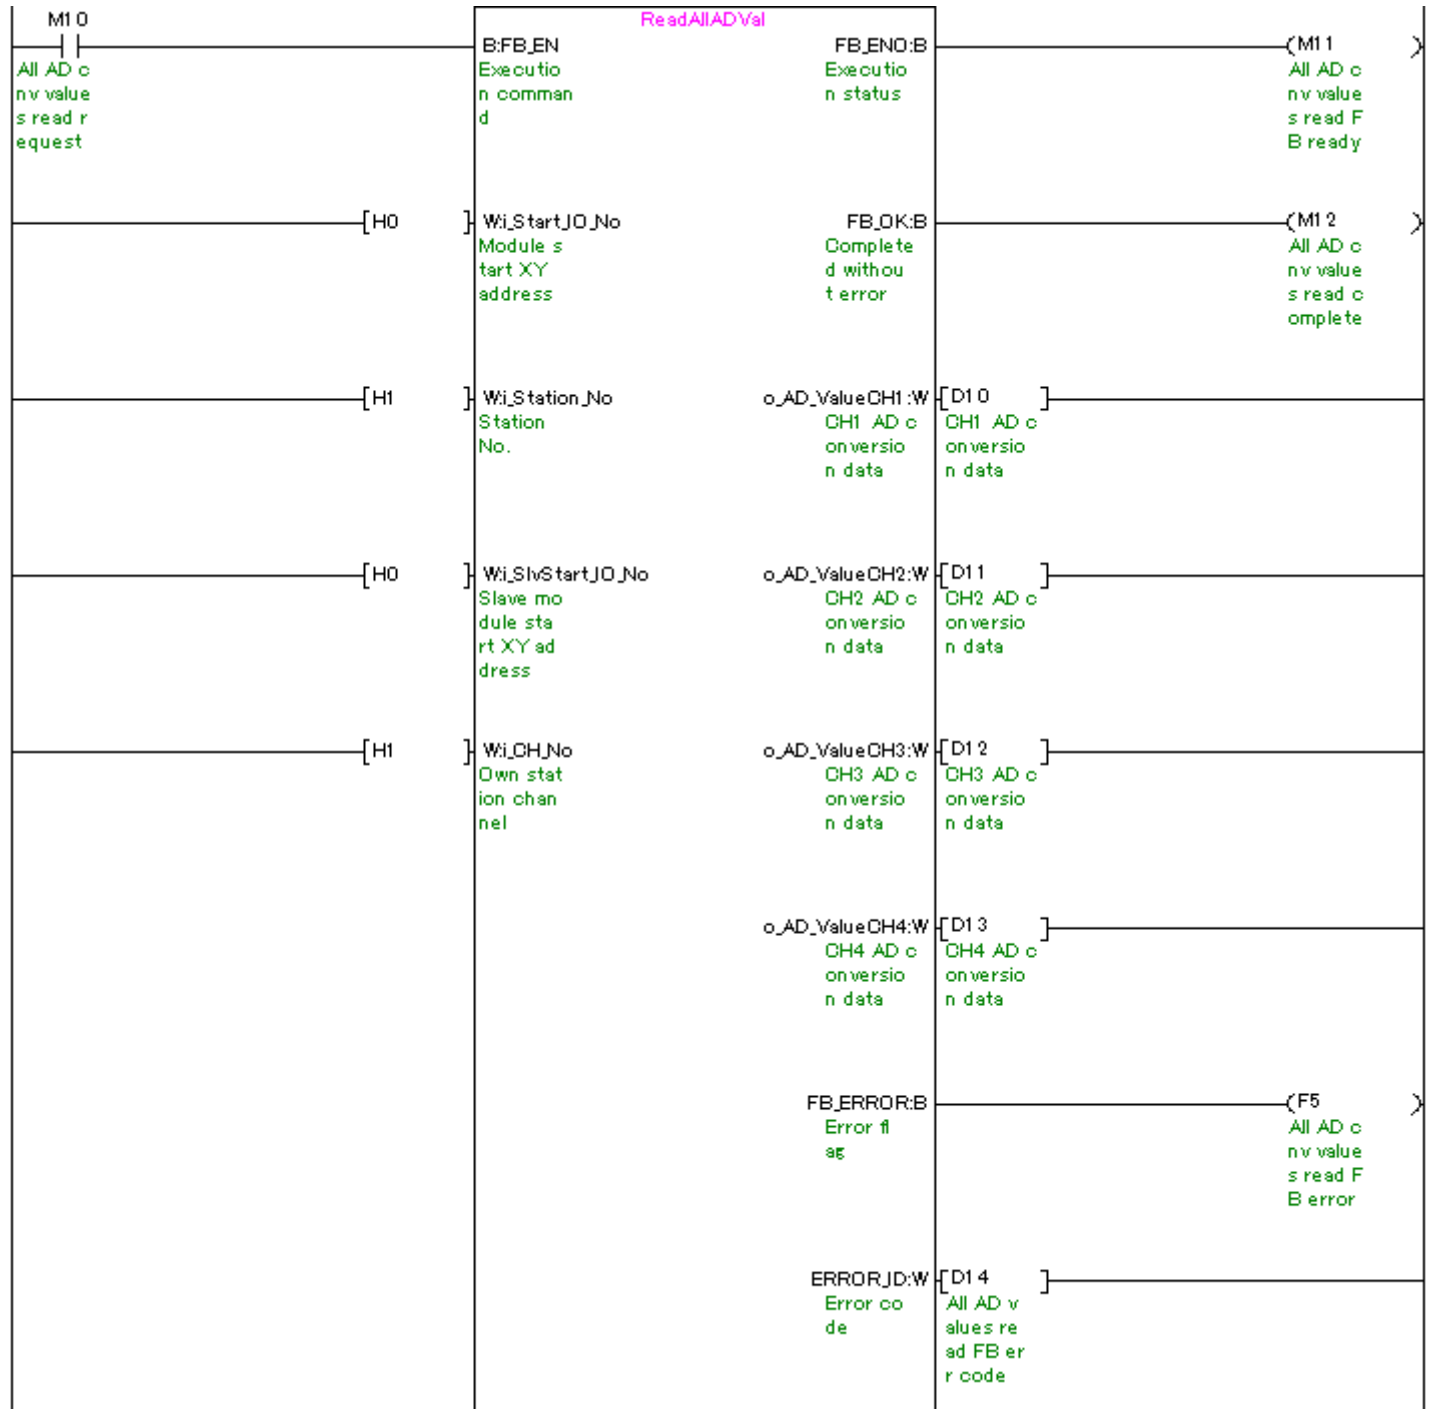 M10
ReadAllADVal
B:FB_EN
FB_ENO:B
(M11 )
All AD c
nv value
s read r
equest
Executio
n comman
d
Executio
n status
All AD c
nv value
s read F
B ready
[H0 ]
W:i_Start_IO_No
FB_OK:B
(M12 )
Module s
tart XY
address
Complete
d withou
t error
All AD c
nv value
s read c
omplete
[H1 ]
W:i_Station_No
o_AD_ValueCH1:W
[D10 ]
Station
No.
CH1 AD c
onversio
n data
CH1 AD c
onversio
n data
[H0 ]
W:i_SlvStart_IO_No
o_AD_ValueCH2:W
[D11 ]
Slave mo
dule sta
rt XY ad
dress
CH2 AD c
onversio
n data
CH2 AD c
onversio
n data
[H1 ]
W:i_CH_No
o_AD_ValueCH3:W
[D12 ]
Own stat
ion chan
nel
CH3 AD c
onversio
n data
CH3 AD c
onversio
n data
o_AD_ValueCH4:W
[D13 ]
CH4 AD c
onversio
n data
CH4 AD c
onversio
n data
FB_ERROR:B
(F5 )
Error fl
ag
All AD c
nv value
s read F
B error
ERROR_ID:W
[D14 ]
Error co
de
All AD v
alues re
ad FB er
r code